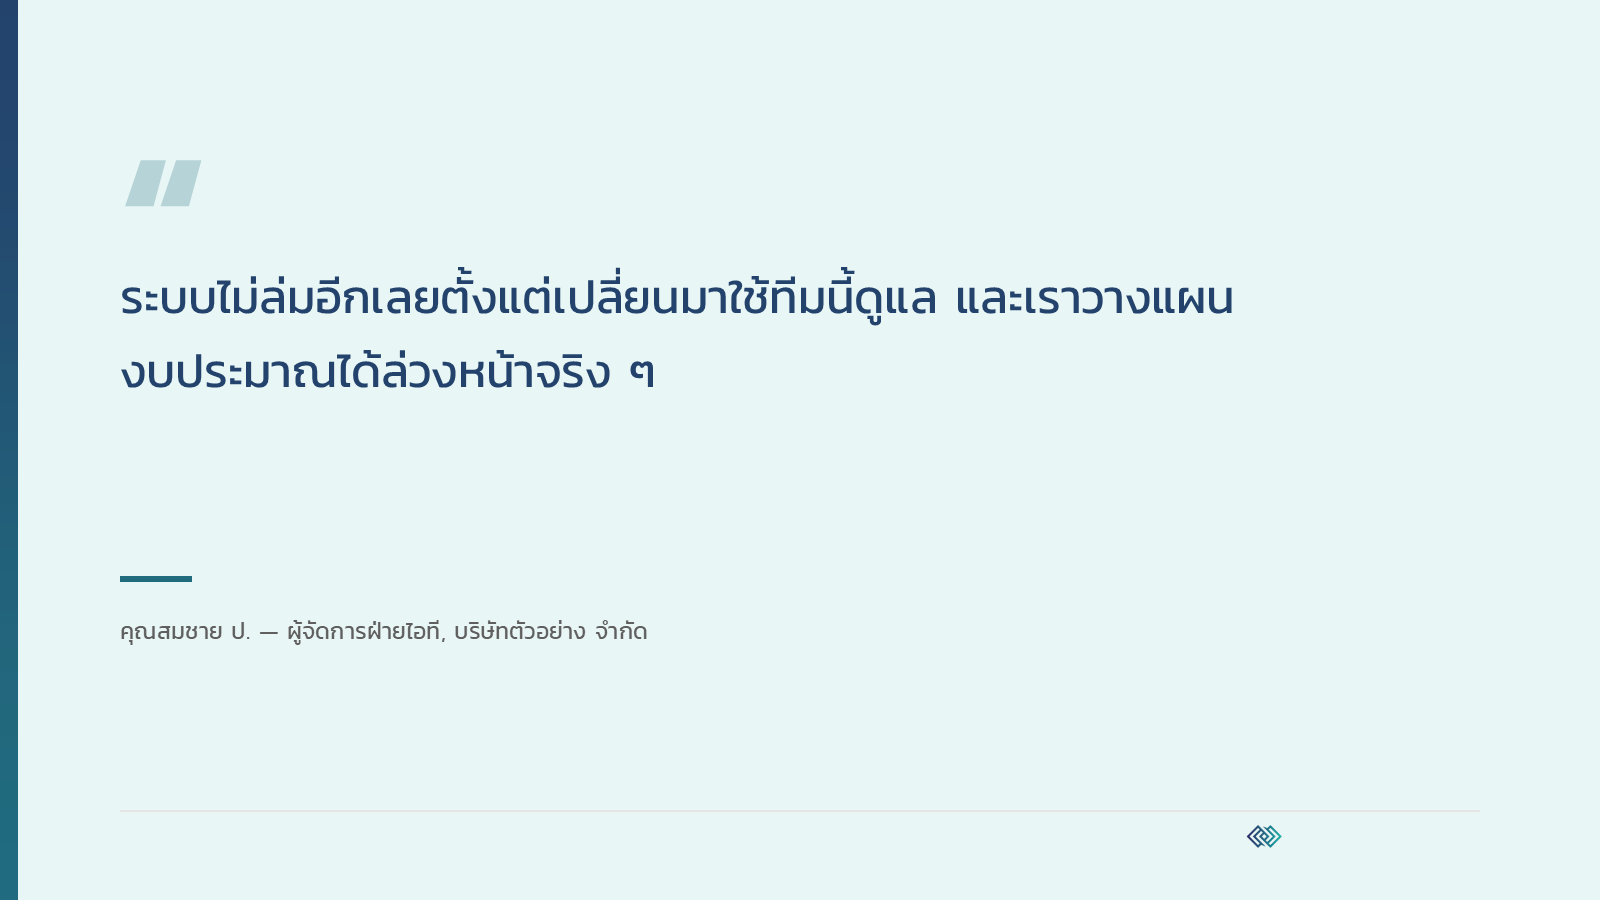 ระบบไม่ล่มอีกเลยตั้งแต่เปลี่ยนมาใช้ทีมนี้ดูแล และเราวางแผน
งบประมาณได้ล่วงหน้าจริง ๆ
คุณสมชาย ป. — ผู้จัดการฝ่ายไอที, บริษัทตัวอย่าง จำกัด